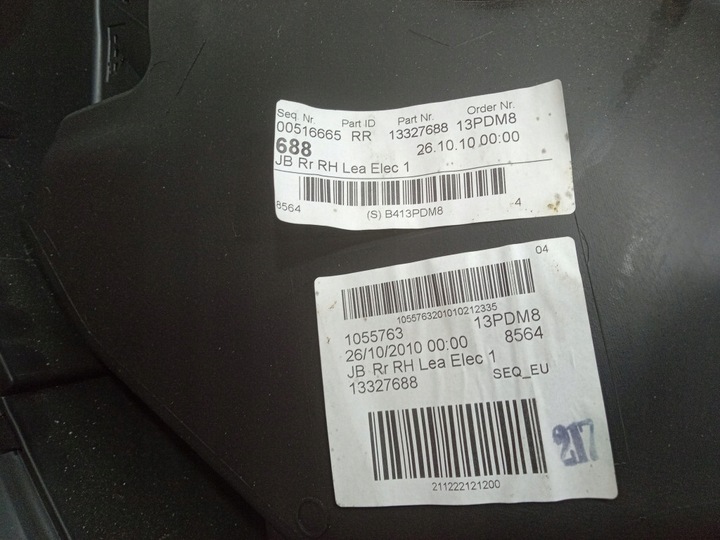 Seq. Nr. Part ID Part Nr. Order Nr.
00516665 RR 13327688 13PDM8
688 26.10.10 00:00
JB Rr RH Lea Elec 1
8564 (S) B413PDM8 4
04
1055763201010212335
1055763 13PDM8
26/10/2010 00:00 8564
JB Rr RH Lea Elec 1
13327688 SEQ_EU
217
211222121200